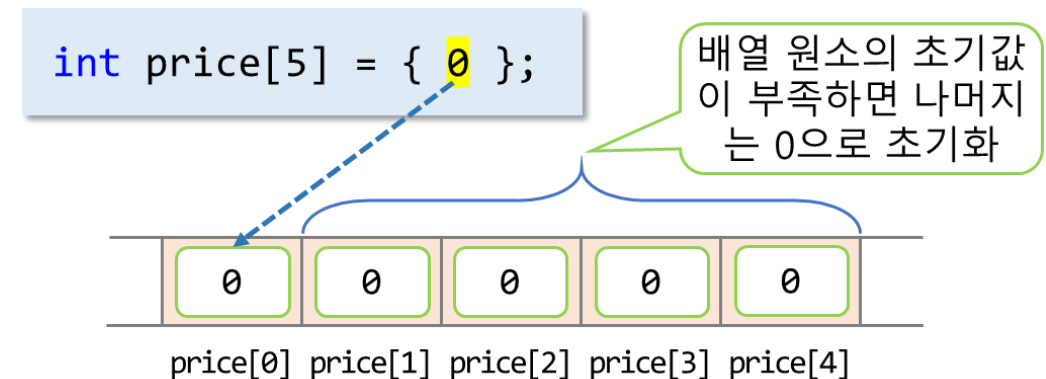 int price[5] = { 0 };
배열 원소의 초기값
이 부족하면 나머지
는 0으로 초기화
0 0 0 0 0
price[0] price[1] price[2] price[3] price[4]